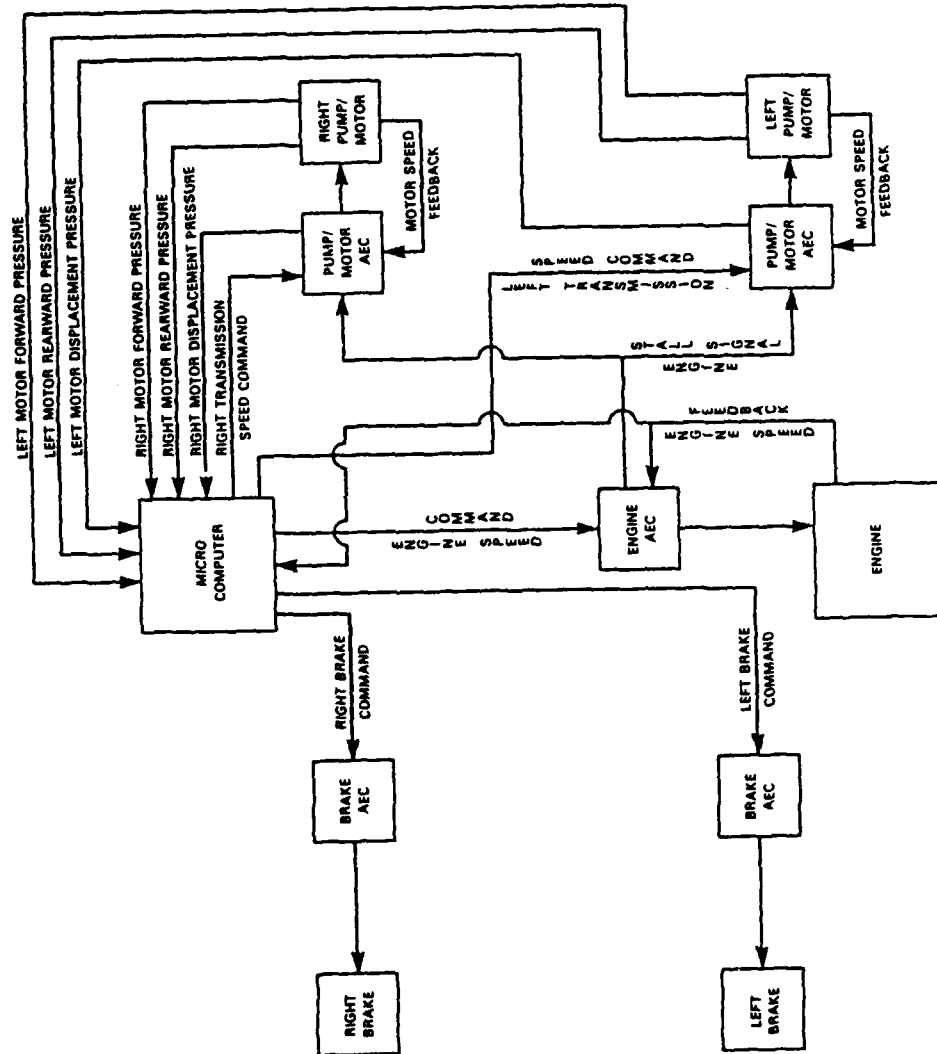 LEFT MOTOR FORWARD PRESSURE
LEFT MOTOR REARWARD PRESSURE
LEFT MOTOR DISPLACEMENT PRESSURE
RIGHT MOTOR FORWARD PRESSURE
RIGHT MOTOR REARWARD PRESSURE
RIGHT MOTOR DISPLACEMENT PRESSURE
RIGHT TRANSMISSION
SPEED COMMAND
RIGHT
PUMP/
MOTOR
PUMP/
MOTOR
AEC
MOTOR SPEED
FEEDBACK
MICRO
COMPUTER
LEFT TRANSMISSION
SPEED COMMAND
LEFT
PUMP/
MOTOR
PUMP/
MOTOR
AEC
MOTOR SPEED
FEEDBACK
ENGINE
STALL SIGNAL
ENGINE SPEED
FEEDBACK
ENGINE SPEED
COMMAND
ENGINE
AEC
ENGINE
RIGHT BRAKE
COMMAND
BRAKE
AEC
RIGHT
BRAKE
LEFT BRAKE
COMMAND
BRAKE
AEC
LEFT
BRAKE